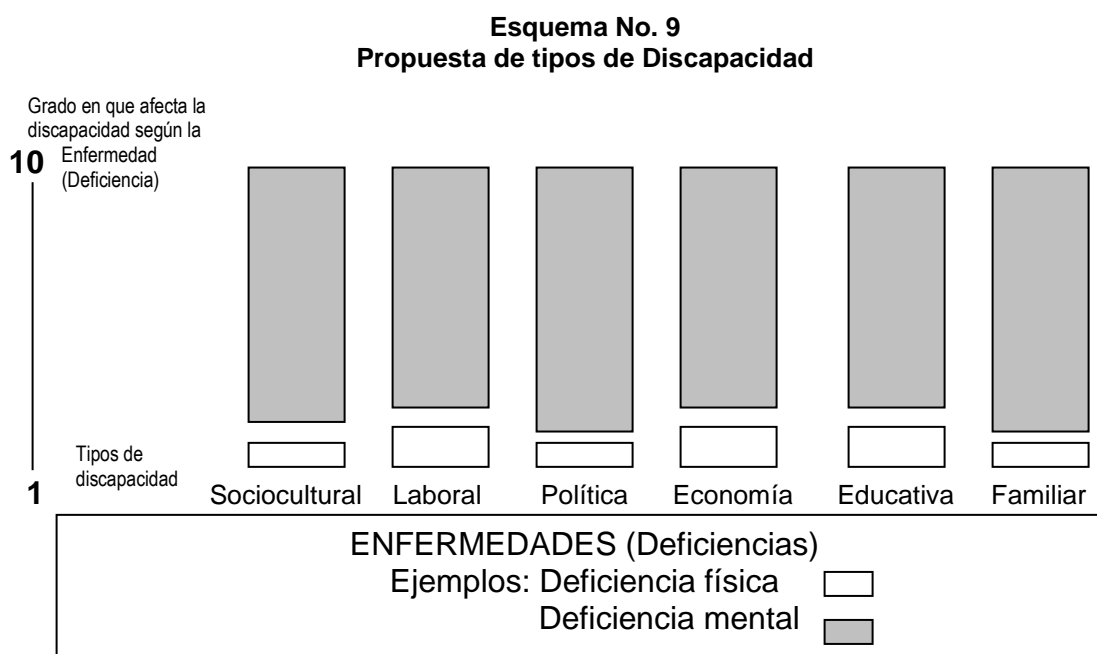 Esquema No. 9
Propuesta de tipos de Discapacidad
Grado en que afecta la
discapacidad según la
10 Enfermedad
(Deficiencia)
Tipos de
discapacidad
1
Sociocultural Laboral Política Economía Educativa Familiar
ENFERMEDADES (Deficiencias)
Ejemplos: Deficiencia física
Deficiencia mental